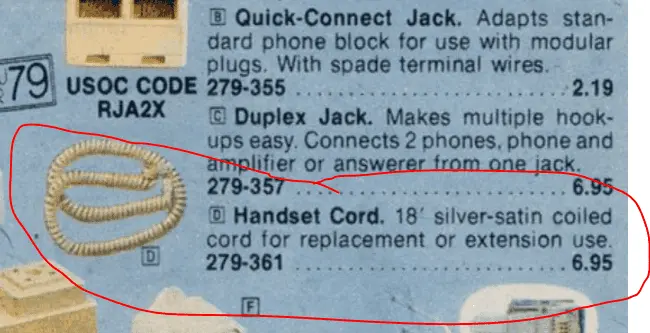 B Quick-Connect Jack. Adapts stan-
dard phone block for use with modular
plugs. With spade terminal wires.
279-355 2.19
79
USOC CODE
RJA2X
C Duplex Jack. Makes multiple hook-
ups easy. Connects 2 phones, phone and
amplifier or answerer from one jack.
279-357 6.95
D Handset Cord. 18' silver-satin coiled
cord for replacement or extension use.
279-361 6.95
D
F